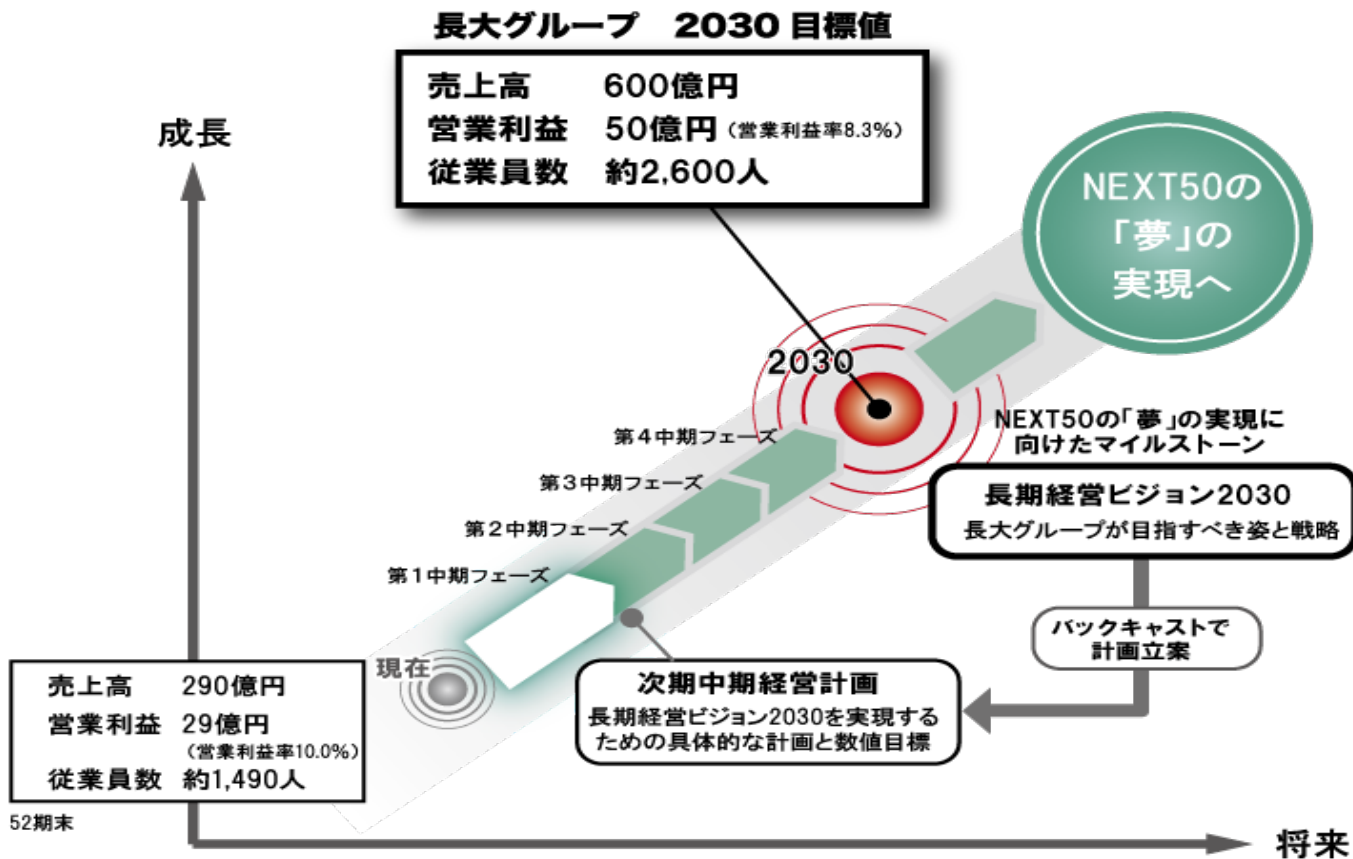 長大グループ　2030 目標値
売上高　600億円
営業利益　50億円（営業利益率8.3%）
従業員数　約2,600人
成長
NEXT50の
「夢」の
実現へ
2030
第4中期フェーズ
第3中期フェーズ
第2中期フェーズ
第1中期フェーズ
NEXT50の「夢」の実現に
向けたマイルストーン
長期経営ビジョン2030
長大グループが目指すべき姿と戦略
バックキャストで
計画立案
次期中期経営計画
長期経営ビジョン2030を実現する
ための具体的な計画と数値目標
現在
売上高　290億円
営業利益　29億円
（営業利益率10.0%）
従業員数　約1,490人
52期末
将来